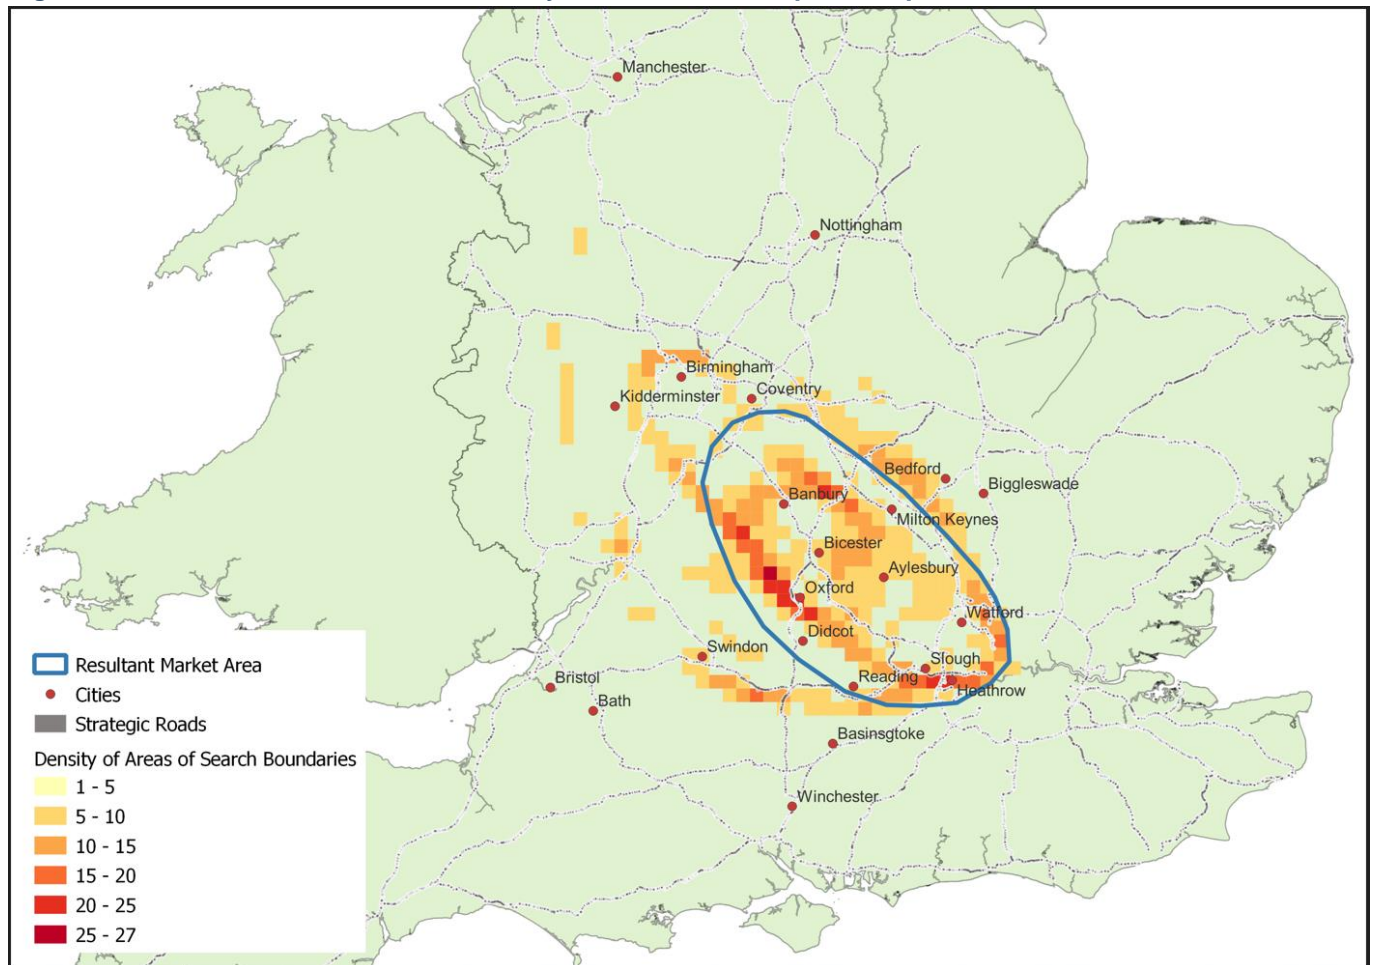 Manchester
Nottingham
Birmingham
Coventry
Kidderminster
Bedford
Biggleswade
Banbury
Milton Keynes
Bicester
Aylesbury
Oxford
Watford
Didcot
Swindon
Slough
Reading
Heathrow
Bristol
Bath
Basinsgtoke
Winchester
Resultant Market Area
Cities
Strategic Roads
Density of Areas of Search Boundaries
1 - 5
5 - 10
10 - 15
15 - 20
20 - 25
25 - 27